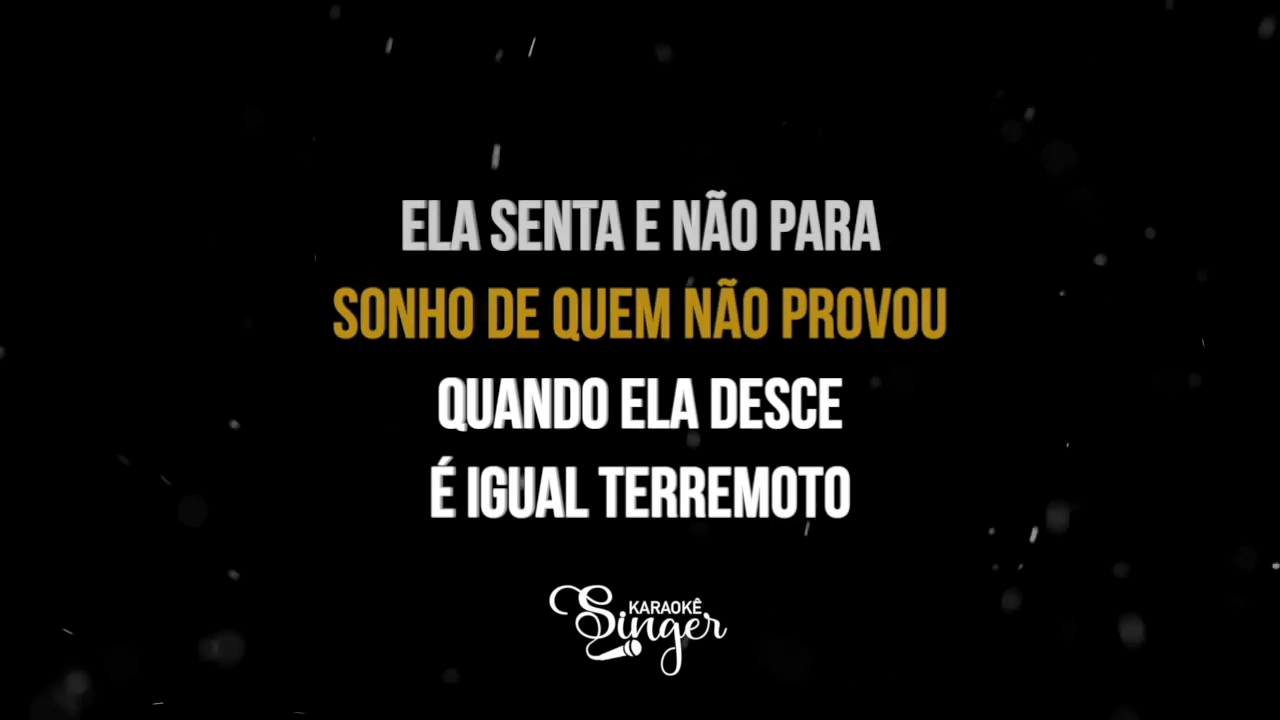 ELA SENTA E NÃO PARA
SONHO DE QUEM NÃO PROVOU
QUANDO ELA DESCE
É IGUAL TERREMOTO
KARAOKÊ
Singer